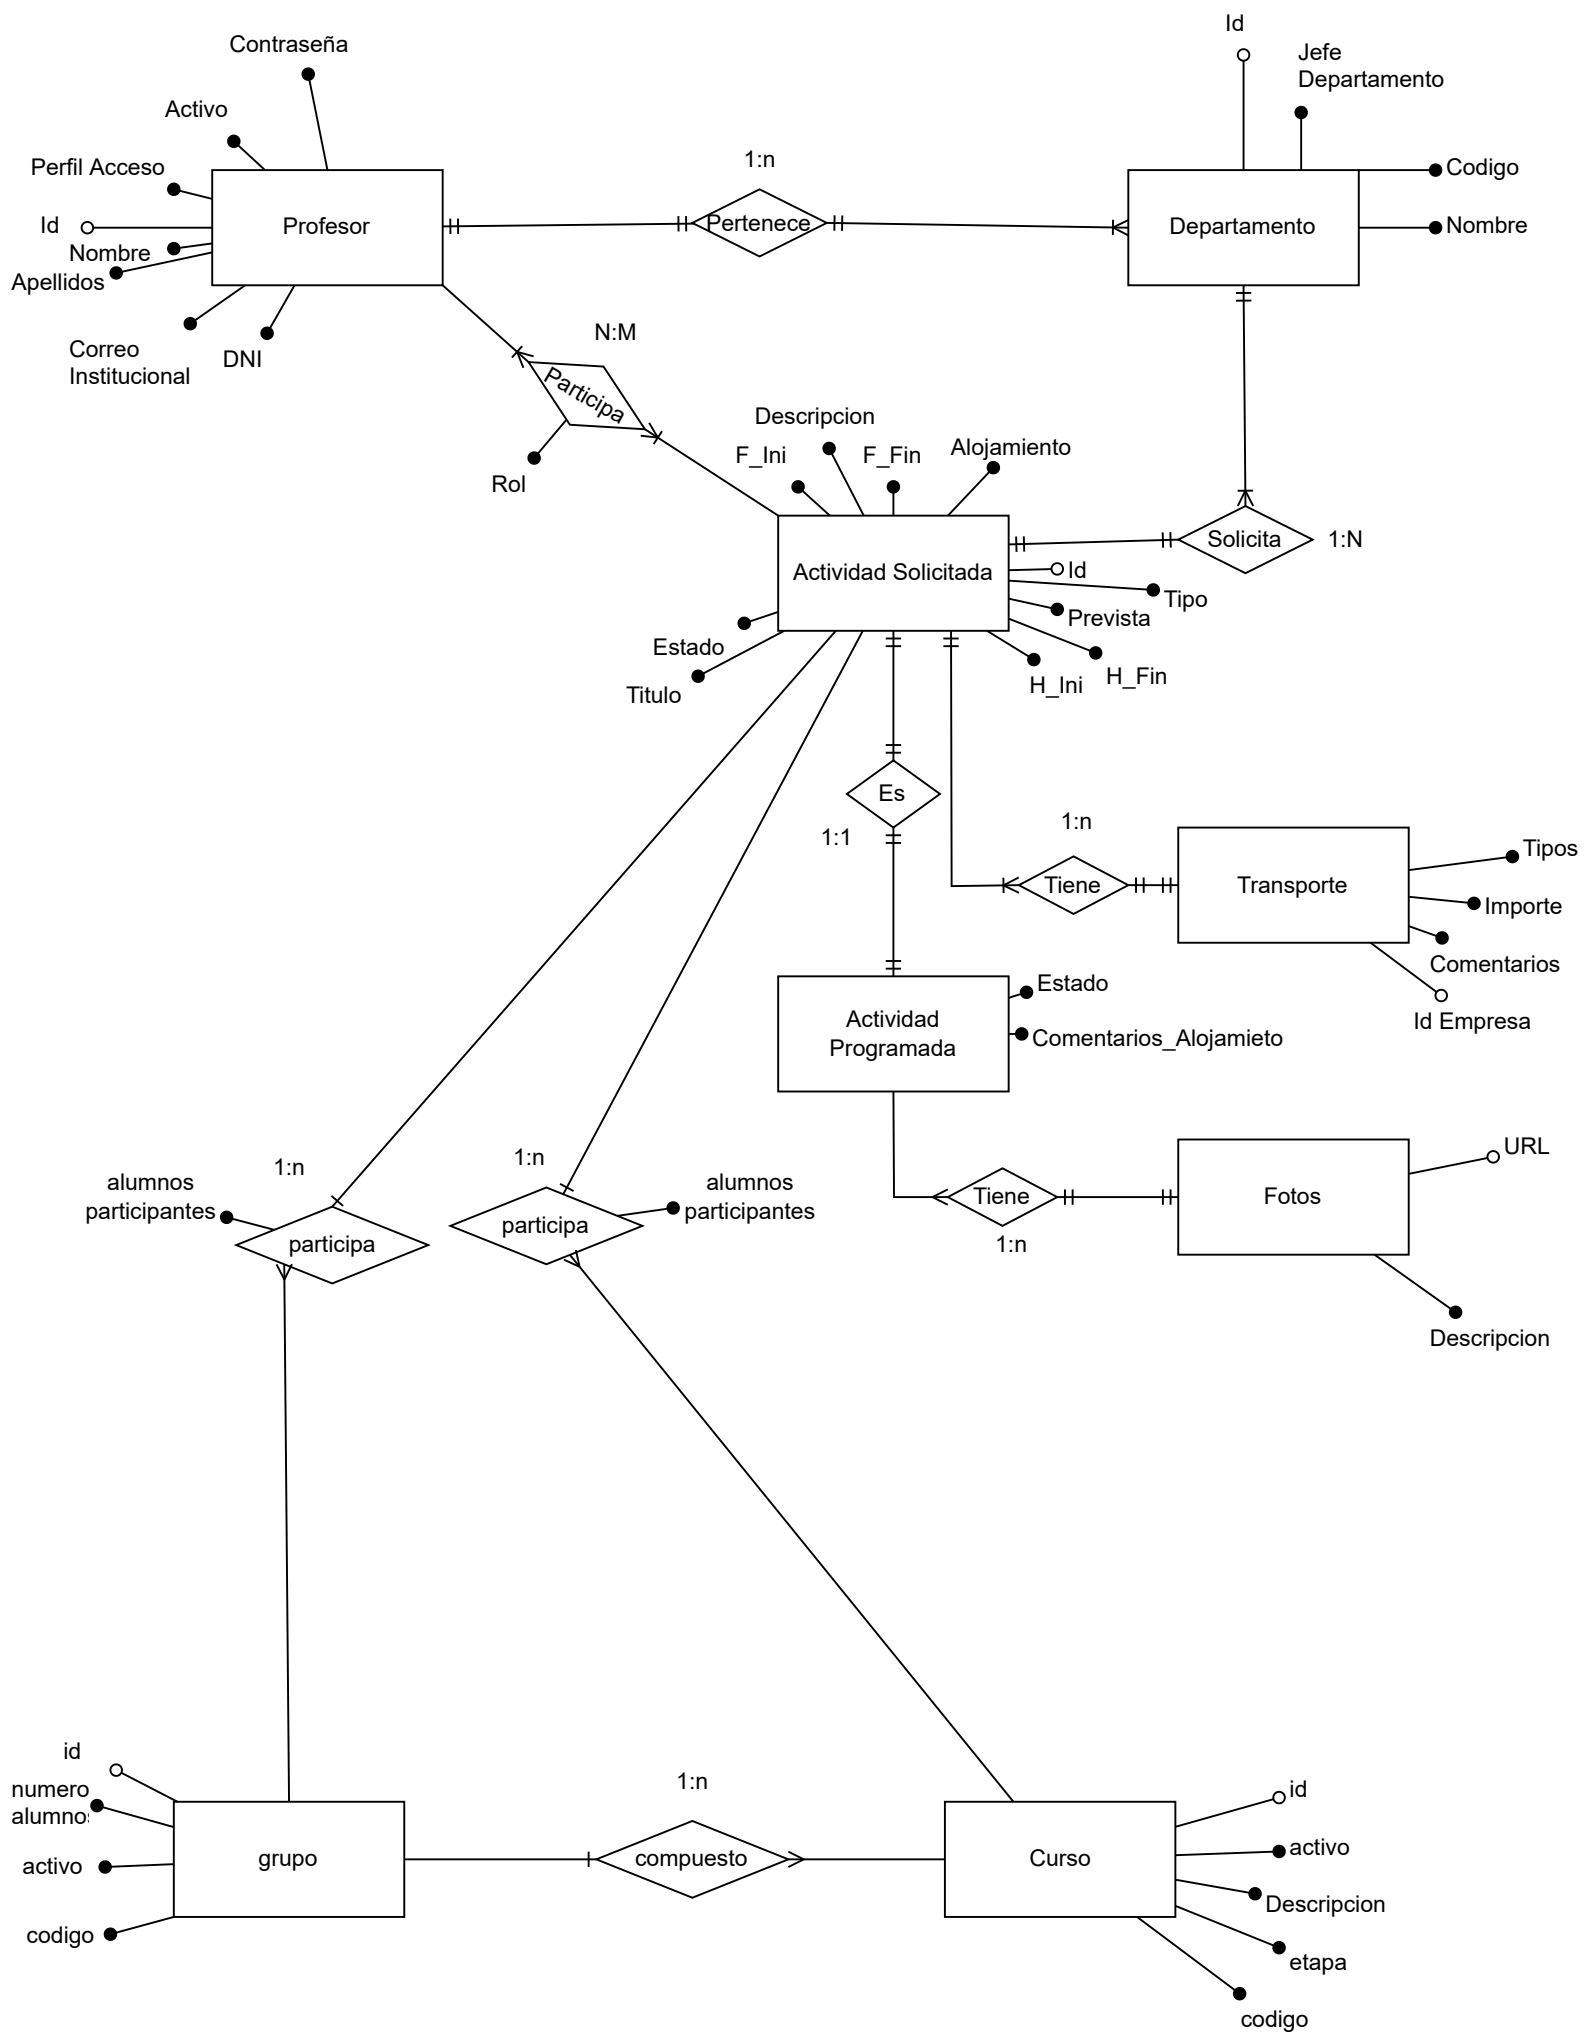 Id
Contraseña
Jefe
Departamento
Activo
1:n
Perfil Acceso
Codigo
Id
Profesor
Pertenece
Departamento
Nombre
Nombre
Apellidos
N:M
Correo
Institucional
DNI
Participa
Descripcion
F_Ini
F_Fin
Alojamiento
Rol
Solicita
1:N
Actividad Solicitada
Id
Tipo
Prevista
Estado
H_Fin
H_Ini
Titulo
Es
1:1
1:n
Tipos
Tiene
Transporte
Importe
Comentarios
Estado
Id Empresa
Actividad
Programada
Comentarios_Alojamieto
URL
1:n
1:n
alumnos
participantes
alumnos
participantes
Tiene
Fotos
participa
participa
1:n
Descripcion
id
numero
alumnos
1:n
id
activo
activo
grupo
compuesto
Curso
Descripcion
codigo
etapa
codigo